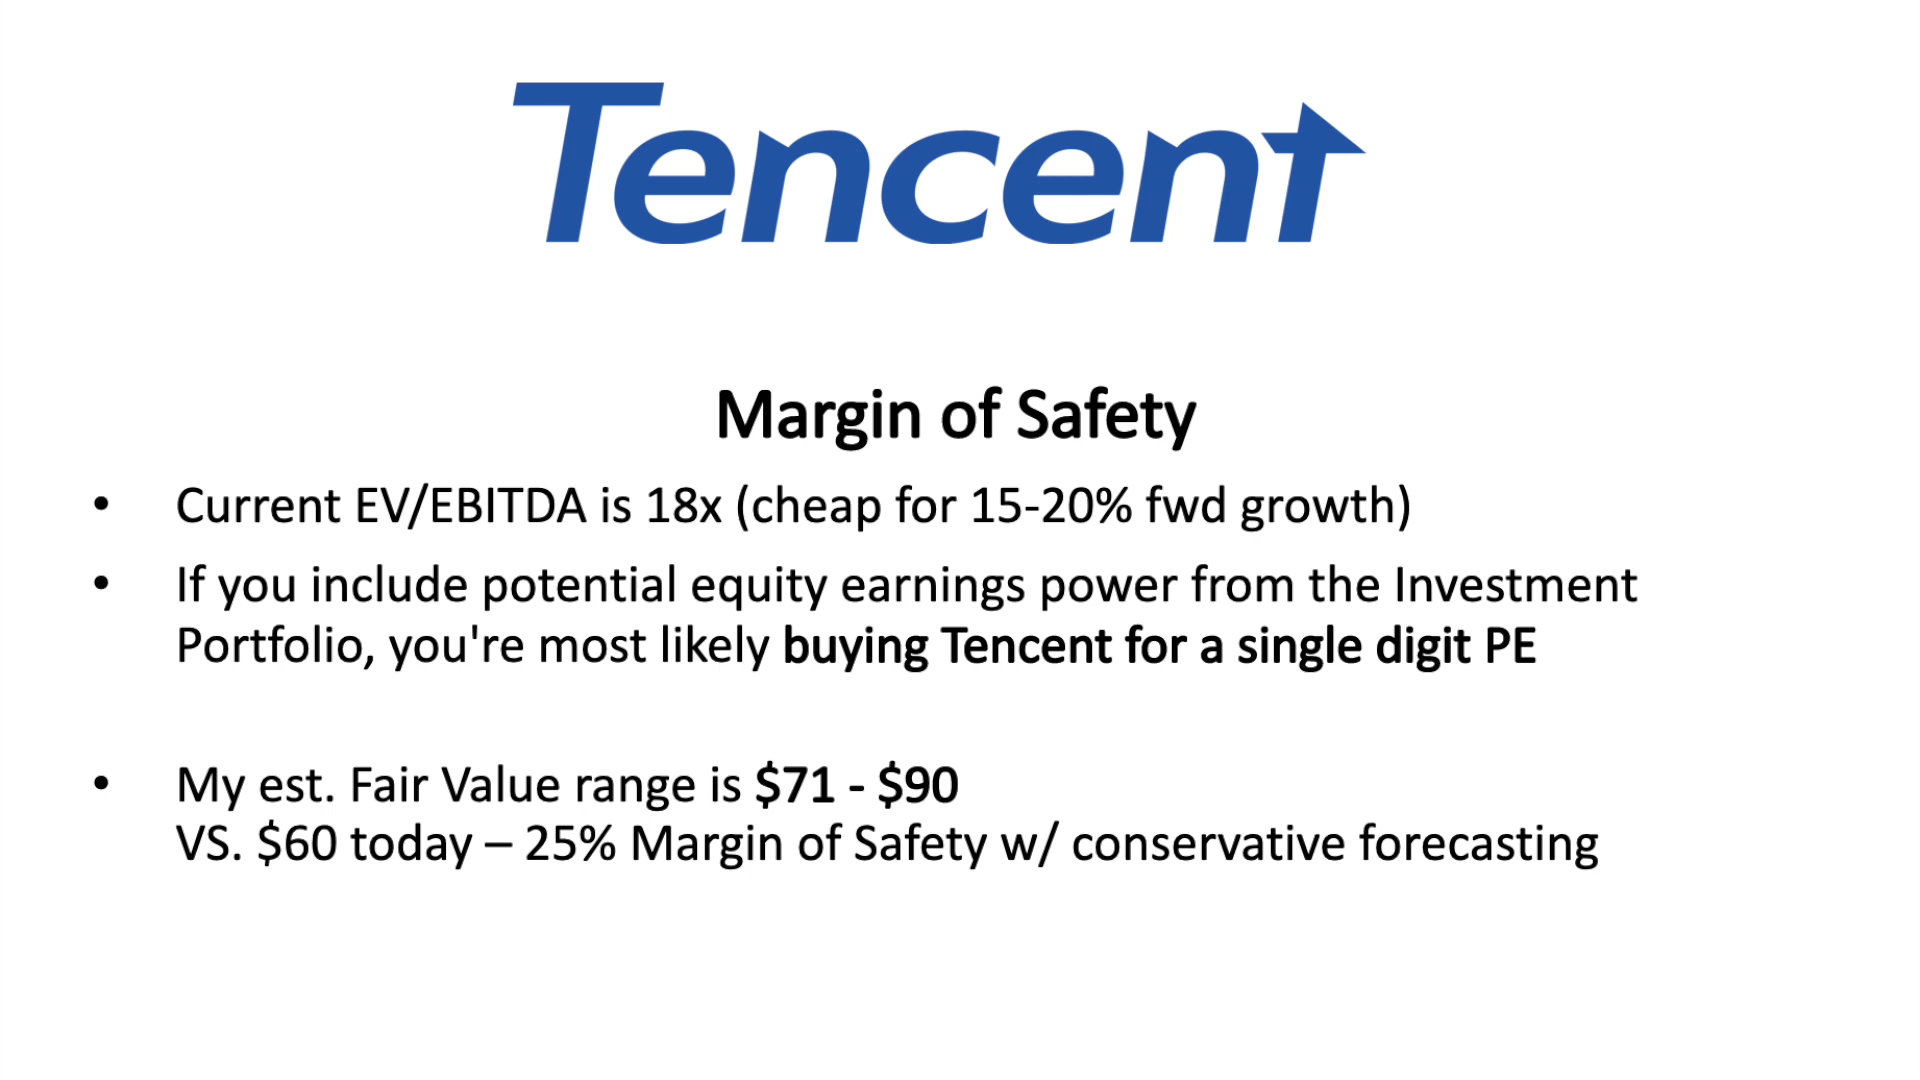 Tencent
Margin of Safety
• Current EV/EBITDA is 18x (cheap for 15-20% fwd growth)
• If you include potential equity earnings power from the Investment
Portfolio, you're most likely buying Tencent for a single digit PE
• My est. Fair Value range is $71 - $90
VS. $60 today – 25% Margin of Safety w/ conservative forecasting